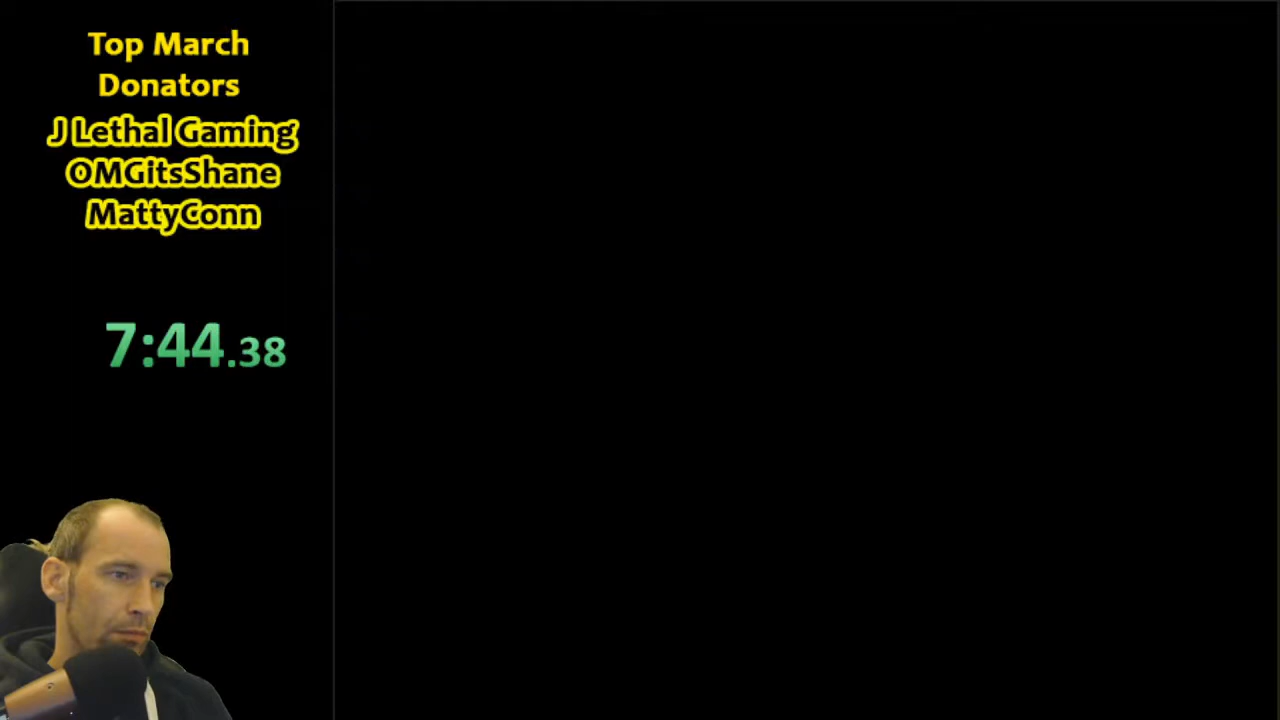 Top March
Donators
J Lethal Gaming
OMGitsShane
MattyConn
7:44.38